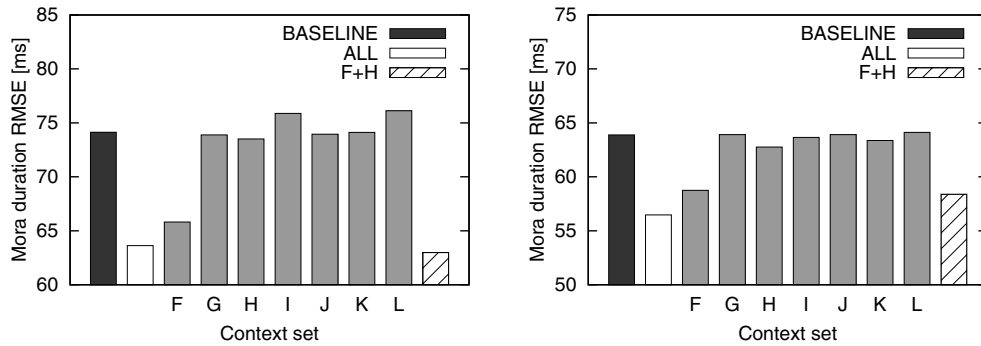 85
80
75
70
65
60
Mora duration RMSE [ms]
BASELINE
ALL
F+H
F G H I J K L
Context set
75
70
65
60
55
50
Mora duration RMSE [ms]
BASELINE
ALL
F+H
F G H I J K L
Context set